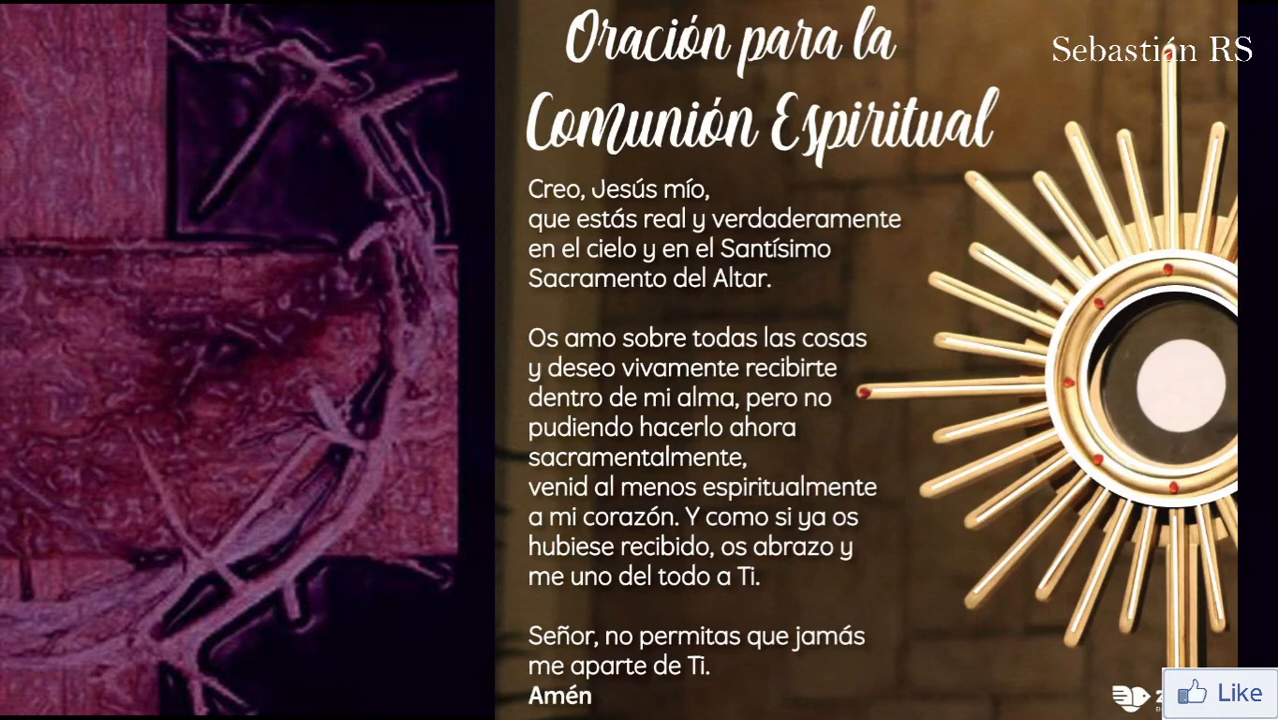 Oración para la
Comunión Espiritual
Sebastián RS
Creo, Jesús mío,
que estás real y verdaderamente
en el cielo y en el Santísimo
Sacramento del Altar.
Os amo sobre todas las cosas
y deseo vivamente recibirte
dentro de mi alma, pero no
pudiendo hacerlo ahora
sacramentalmente,
venid al menos espiritualmente
a mi corazón. Y como si ya os
hubiese recibido, os abrazo y
me uno del todo a Ti.
Señor, no permitas que jamás
me aparte de Ti.
Amén
Like